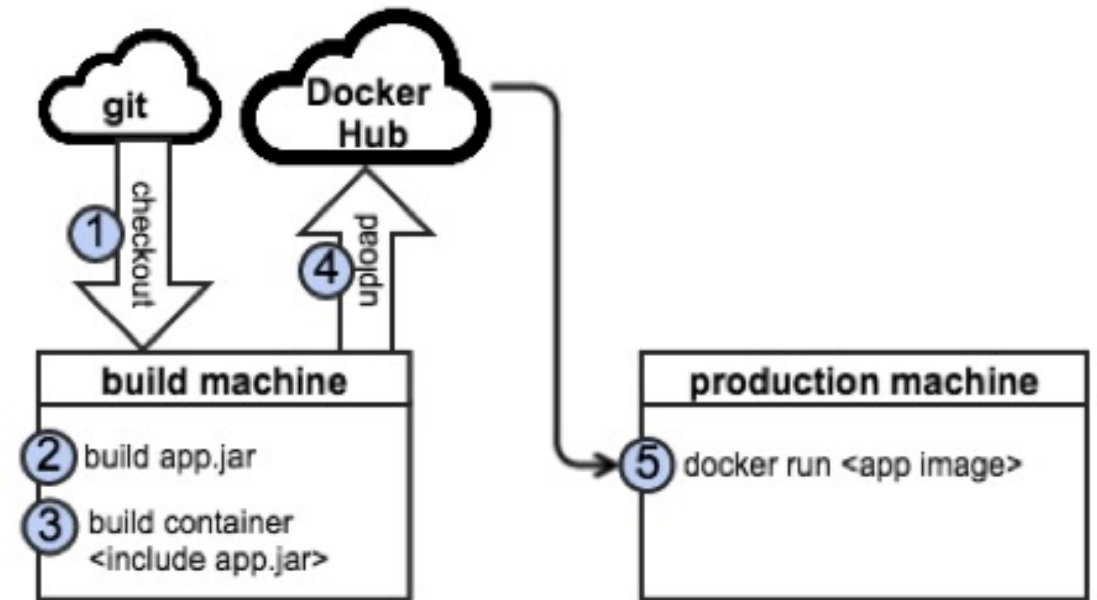 git
Docker
Hub
1
checkout
4
upload
build machine
2 build app.jar
3 build container
<include app.jar>
production machine
5 docker run <app image>